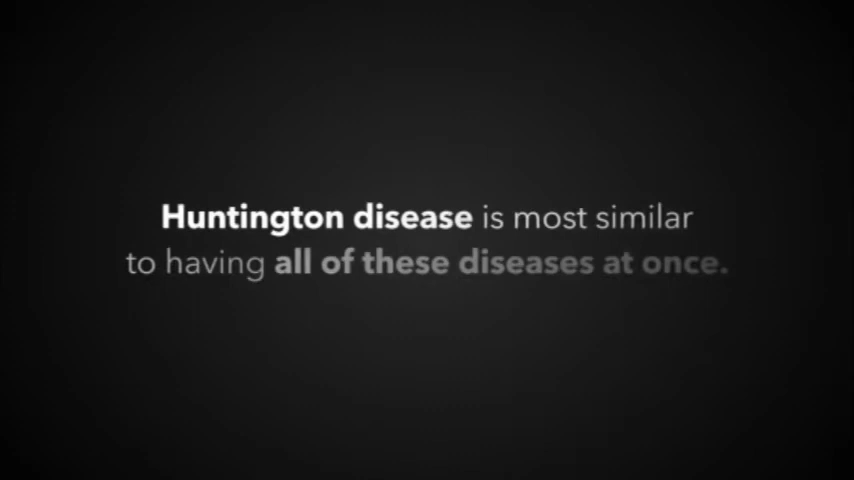 Huntington disease is most similar
to having all of these diseases at once.